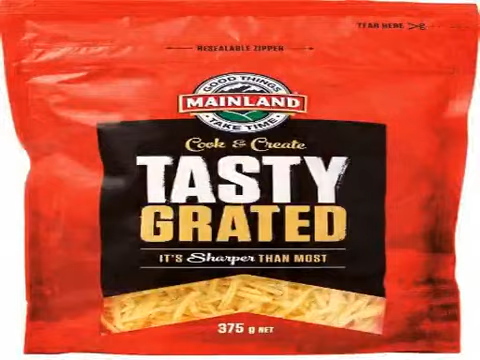 TEAR HERE
RESEALABLE ZIPPER
GOOD THINGS
MAINLAND
TAKE TIME
Cook & Create
TASTY
GRATED
IT'S Sharper THAN MOST
375 g NET